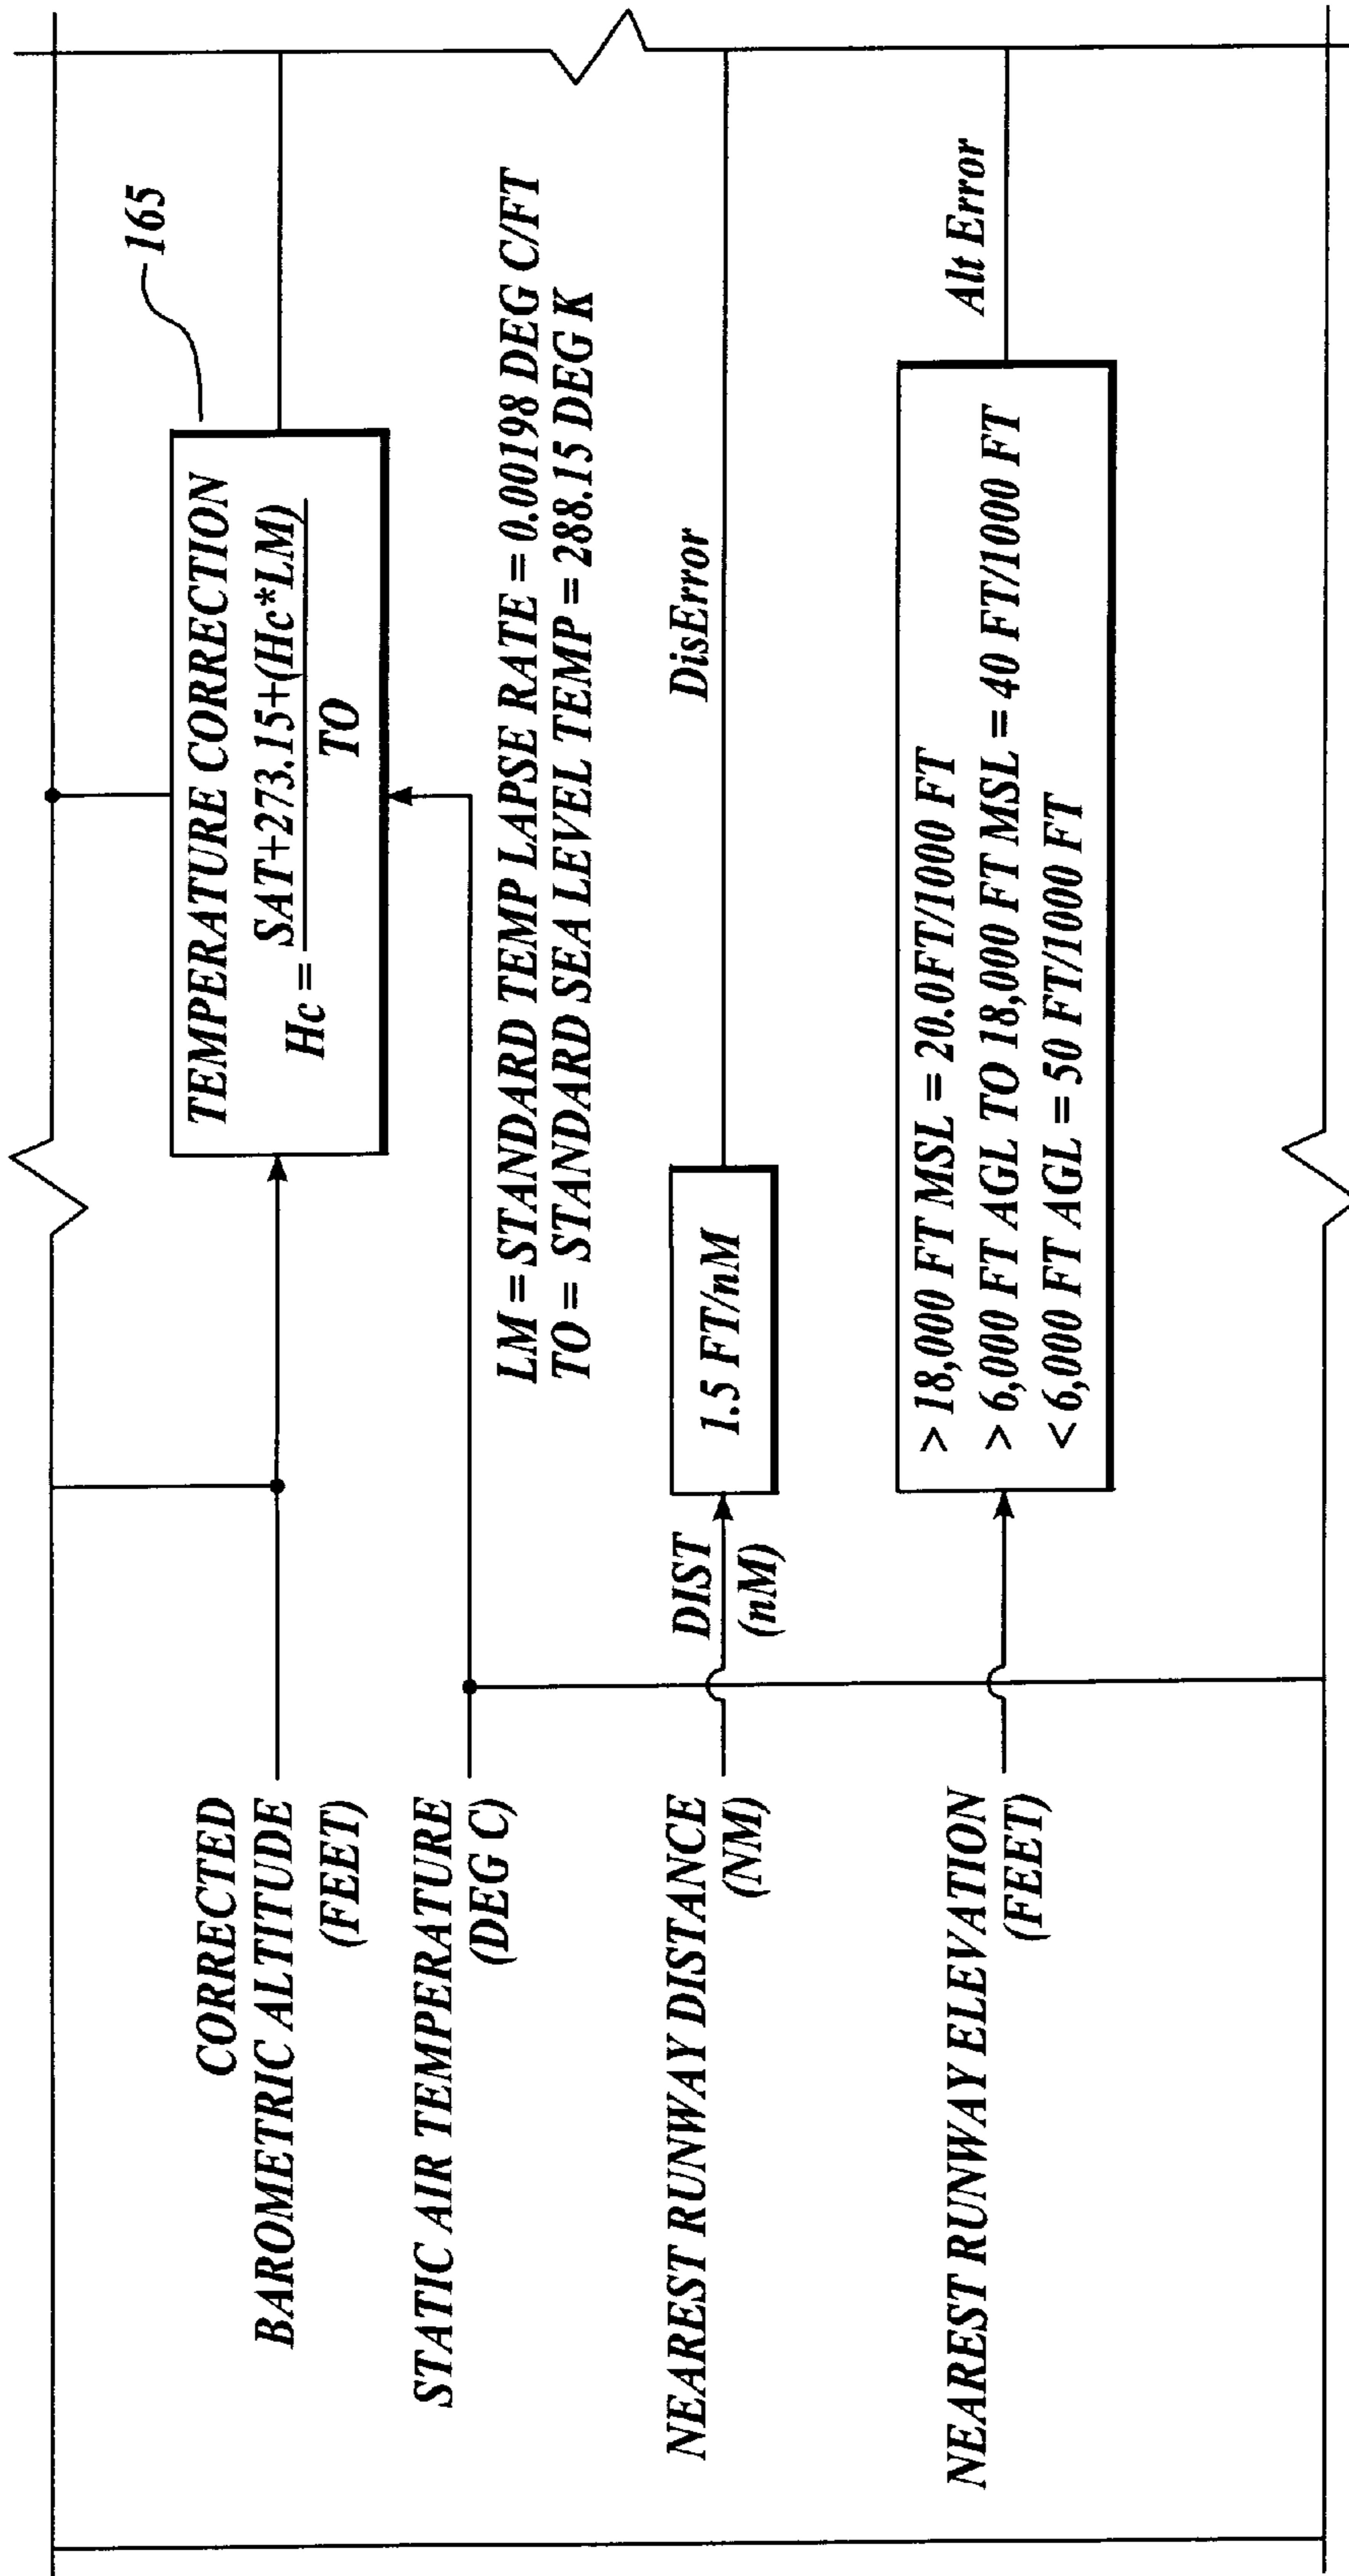 165
TEMPERATURE CORRECTION
Hc = SAT+273.15+(Hc*LM)
TO
CORRECTED
BAROMETRIC ALTITUDE
(FEET)
STATIC AIR TEMPERATURE
(DEG C)
LM = STANDARD TEMP LAPSE RATE = 0.00198 DEG C/FT
TO = STANDARD SEA LEVEL TEMP = 288.15 DEG K
NEAREST RUNWAY DISTANCE
(NM)
DIST
(nM)
1.5 FT/nM
DisError
NEAREST RUNWAY ELEVATION
(FEET)
> 18,000 FT MSL = 20.0FT/1000 FT
> 6,000 FT AGL TO 18,000 FT MSL = 40 FT/1000 FT
< 6,000 FT AGL = 50 FT/1000 FT
Alt Error